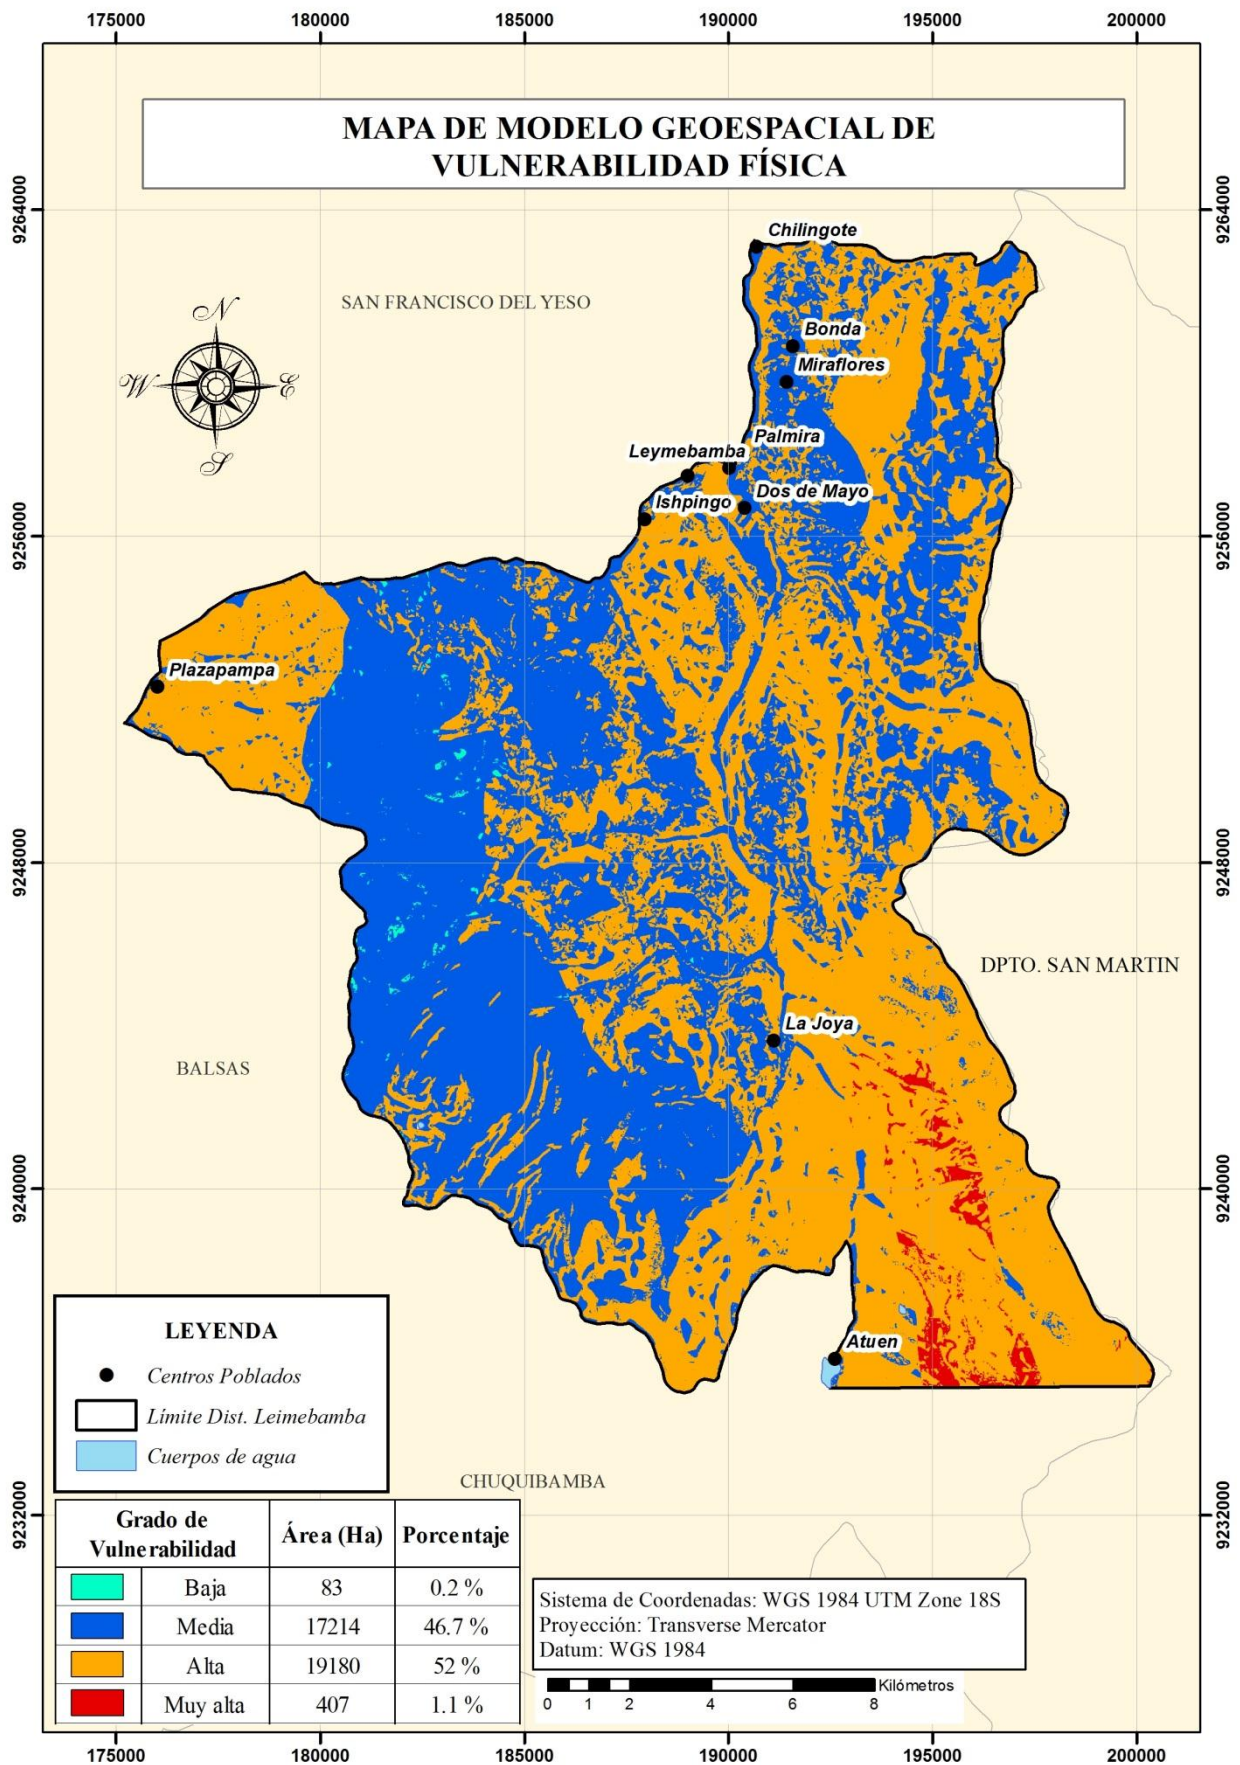 175000 180000 185000 190000 195000 200000
MAPA DE MODELO GEOESPACIAL DE
VULNERABILIDAD FÍSICA
9264000 9264000
Chilingote
SAN FRANCISCO DEL YESO
N
W E
S
Bonda
Miraflores
Palmira
Leymebamba
Dos de Mayo
Ishpingo
9256000 9256000
Plazapampa
9248000 9248000
DPTO. SAN MARTIN
La Joya
BALSAS
9240000 9240000
Atuen
LEYENDA
Centros Poblados
Límite Dist. Leimebamba
Cuerpos de agua
CHUQUIBAMBA
9232000 9232000
Grado de
Vulnerabilidad Área (Ha) Porcentaje
Baja 83 0.2 %
Media 17214 46.7 %
Alta 19180 52 %
Muy alta 407 1.1 %
Sistema de Coordenadas: WGS 1984 UTM Zone 18S
Proyección: Transverse Mercator
Datum: WGS 1984
Kilómetros
0 1 2 4 6 8
175000 180000 185000 190000 195000 200000